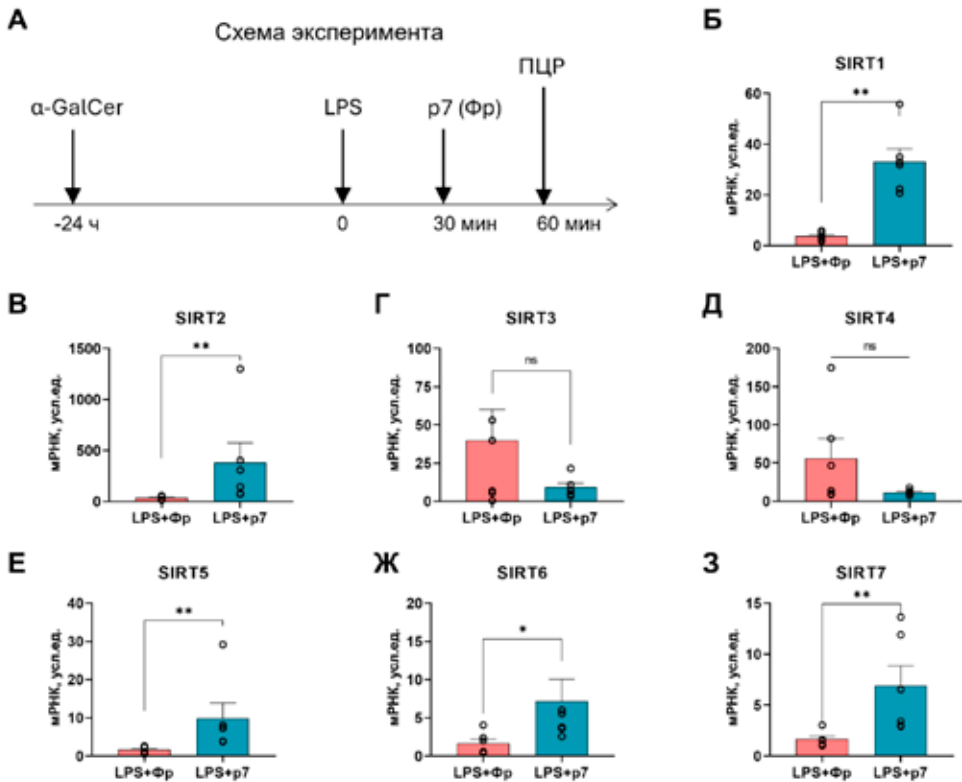 А
Схема эксперимента
α-GalCer
LPS
p7 (Фр)
ПЦР
-24 ч
0
30 мин
60 мин
Б
SIRT1
**
мРНК, усл.ед.
60
40
20
0
LPS+Фр
LPS+p7
В
SIRT2
**
мРНК, усл.ед.
1500
1000
500
0
LPS+Фр
LPS+p7
Г
SIRT3
ns
мРНК, усл.ед.
100
75
50
25
0
LPS+Фр
LPS+p7
Д
SIRT4
ns
мРНК, усл.ед.
200
150
100
50
0
LPS+Фр
LPS+p7
Е
SIRT5
**
мРНК, усл.ед.
40
30
20
10
0
LPS+Фр
LPS+p7
Ж
SIRT6
*
мРНК, усл.ед.
20
15
10
5
0
LPS+Фр
LPS+p7
З
SIRT7
**
мРНК, усл.ед.
15
10
5
0
LPS+Фр
LPS+p7